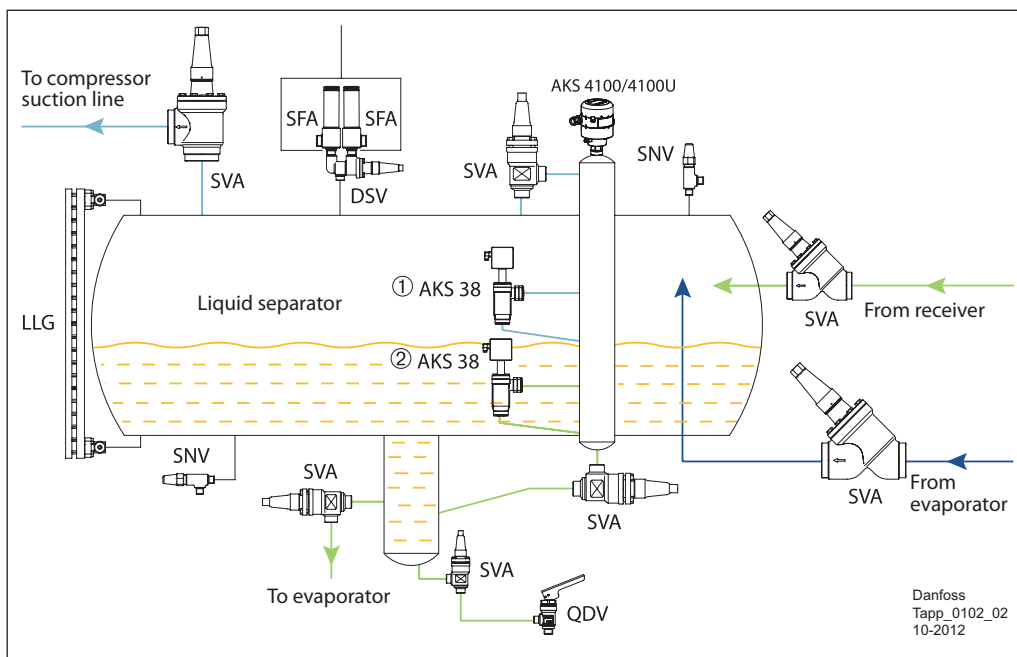 To compressor
suction line
SVA
SFA
SFA
DSV
AKS 4100/4100U
SVA
SNV
LLG
Liquid separator
① AKS 38
② AKS 38
SVA
From receiver
SVA
From
evaporator
SNV
SVA
SVA
To evaporator
SVA
QDV
Danfoss
Tapp_0102_02
10-2012